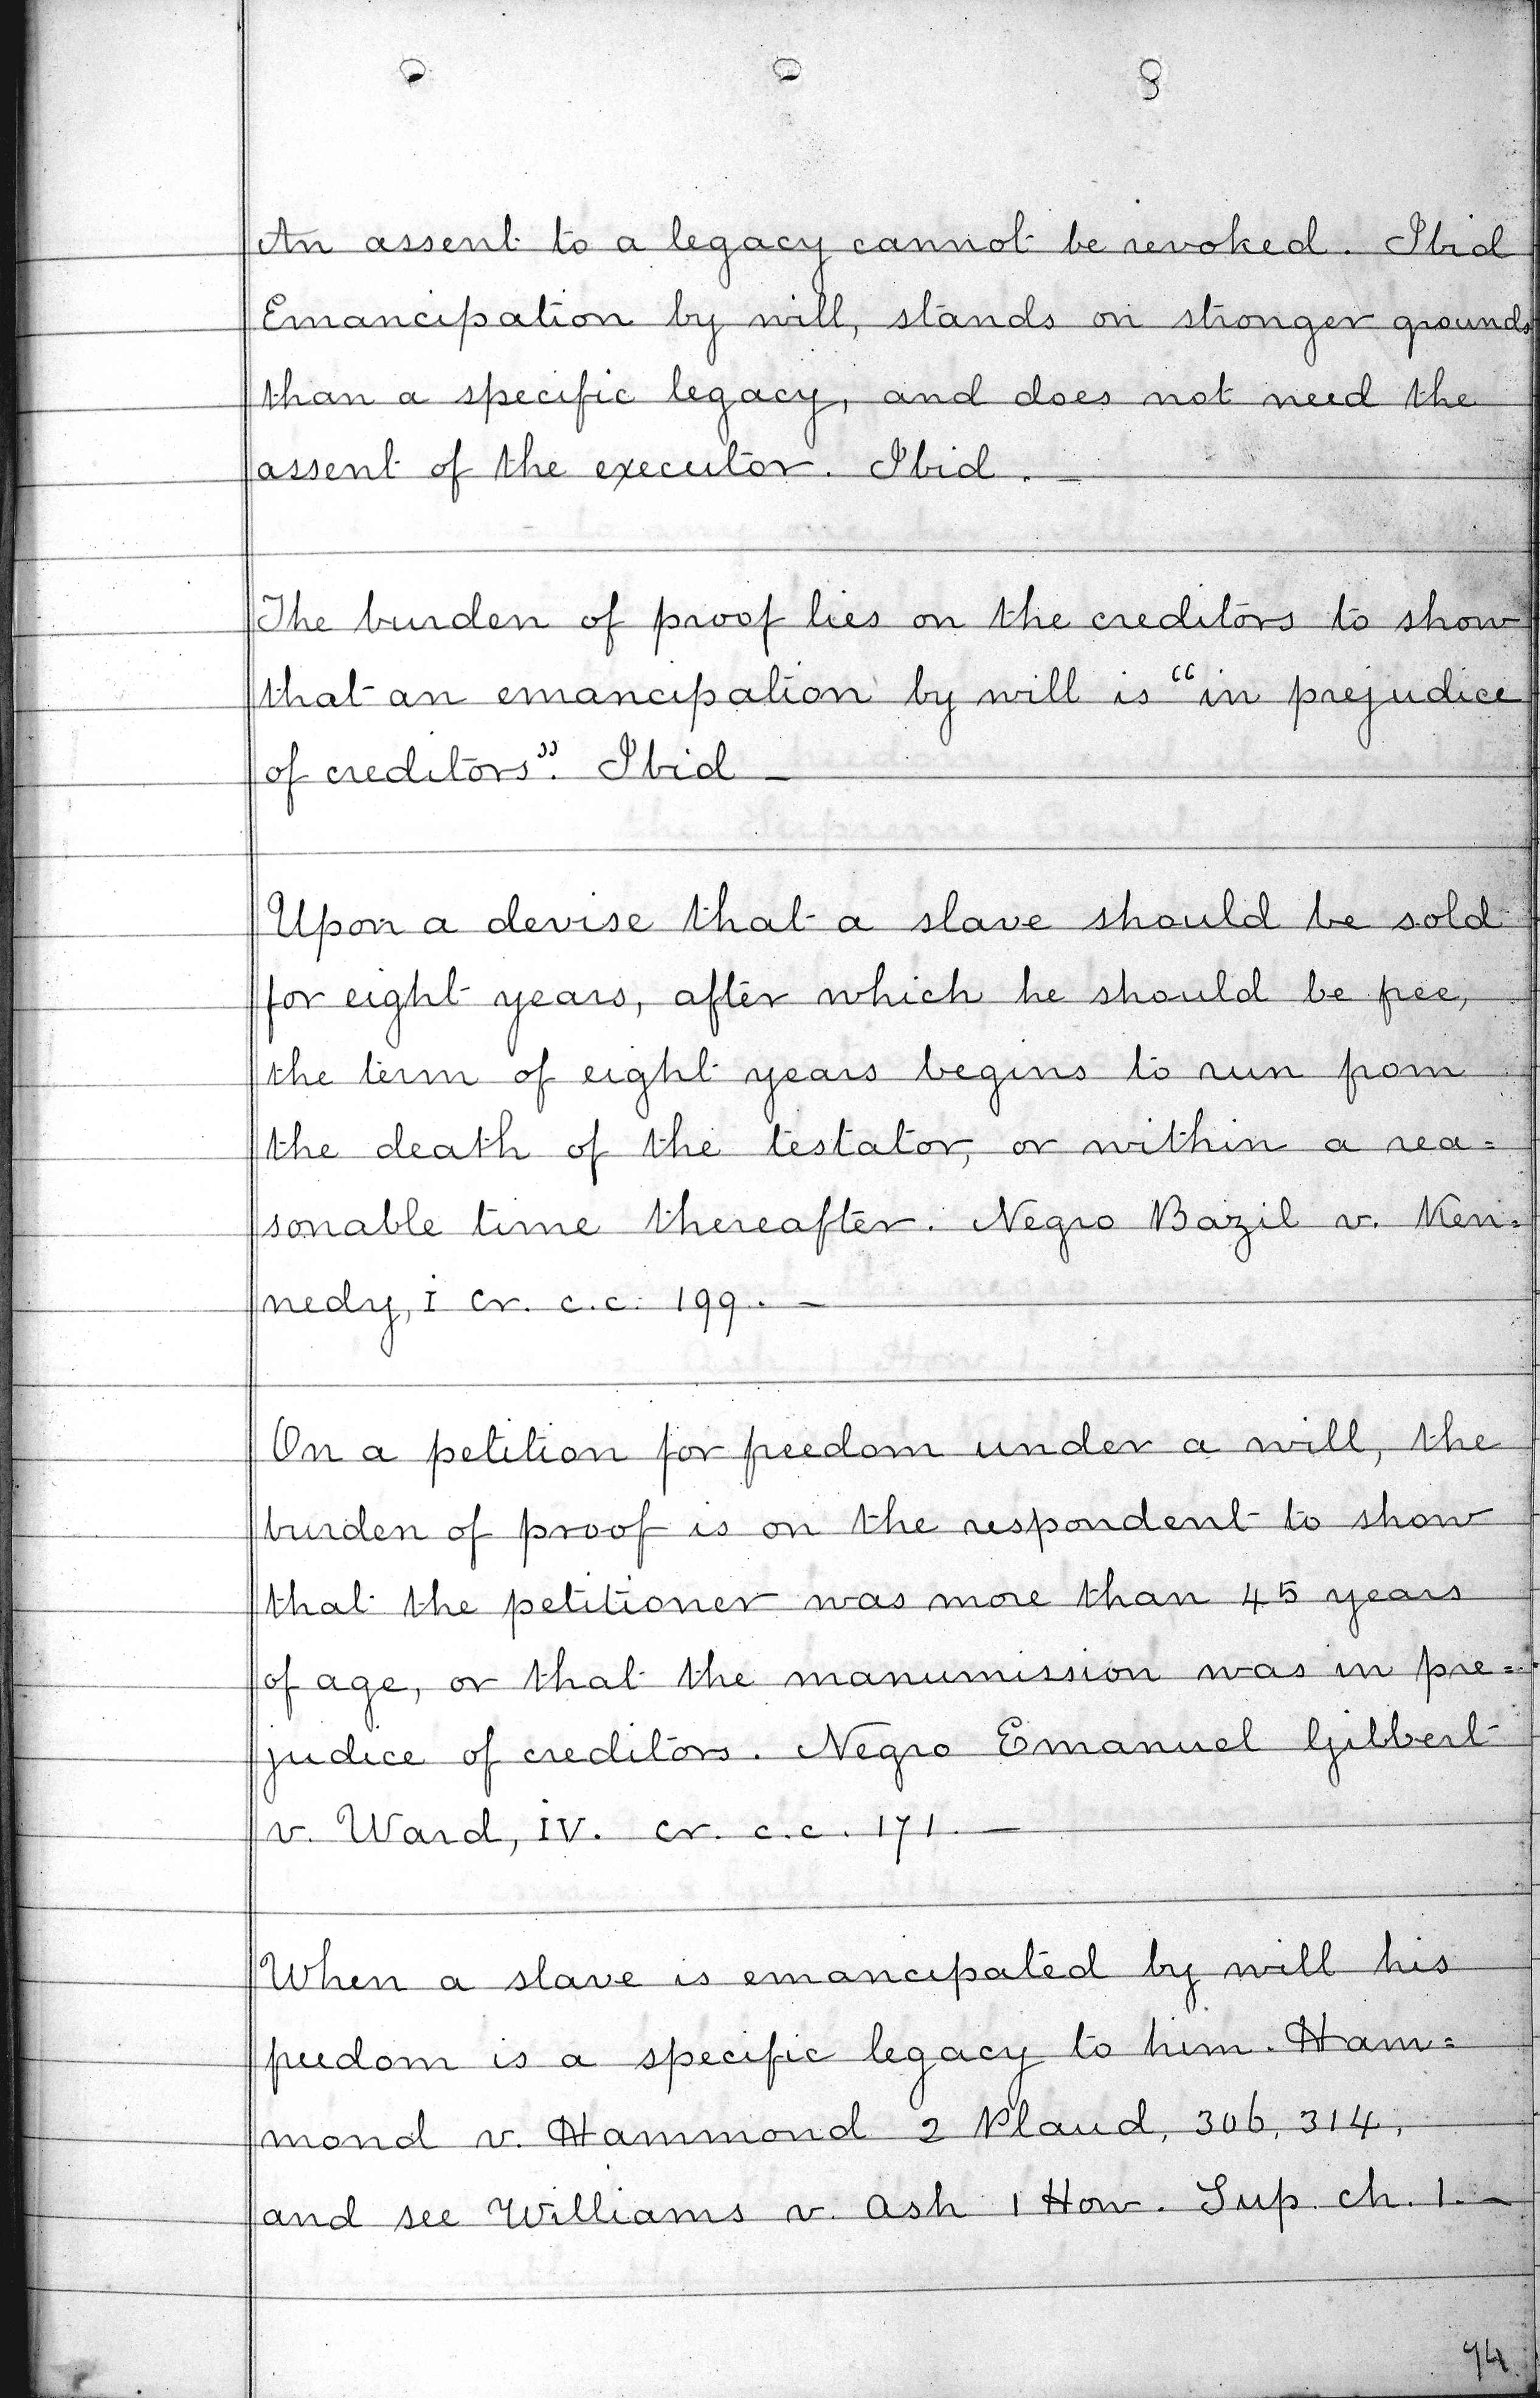 An assent to a legacy cannot be revoked. Ibid
Emancipation by will, stands on stronger grounds
than a specific legacy, and does not need the
assent of the executor. Ibid. —
The burden of proof lies on the creditors to show
that an emancipation by will is “in prejudice
of creditors”. Ibid —
Upon a devise that a slave should be sold
for eight years, after which he should be free,
the term of eight years begins to run from
the death of the testator, or within a rea=
sonable time thereafter. Negro Bazil v. Ken=
nedy, I Cr. c.c. 199. —
On a petition for freedom under a will, the
burden of proof is on the respondent to show
that the petitioner was more than 45 years
of age, or that the manumission was in pre=
judice of creditors. Negro Emanuel Gilbert
v. Ward, IV. cr. c.c. 171. —
When a slave is emancipated by will his
freedom is a specific legacy to him. Ham=
mond v. Hammond 2 Bland, 306, 314,
and see Williams v. Ash 1 How. Sup. ch. 1. —
94